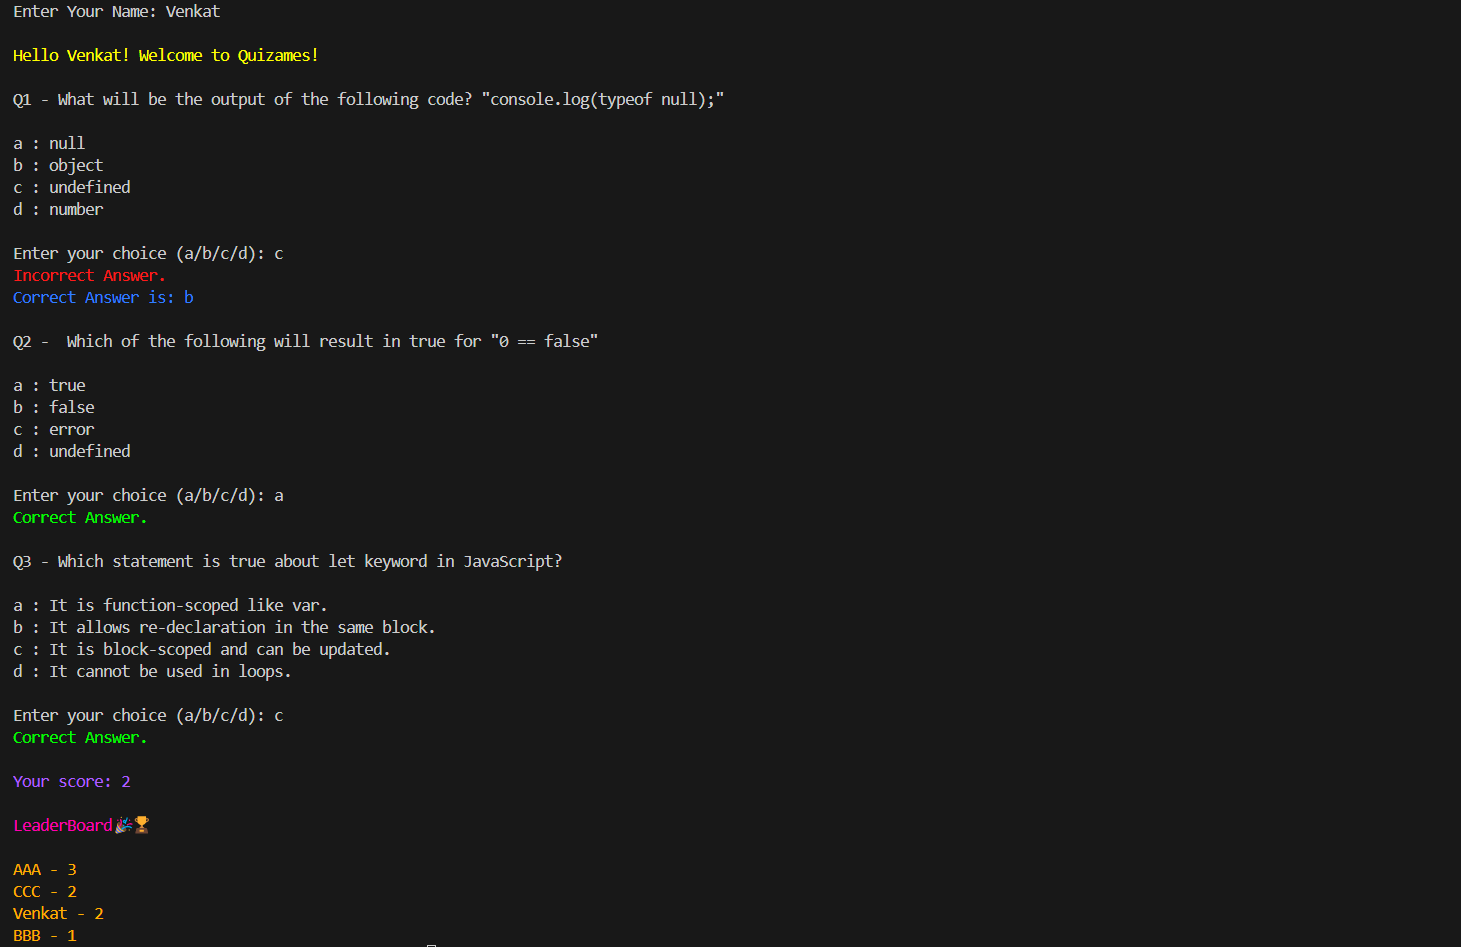 Enter Your Name: Venkat
Hello Venkat! Welcome to Quizames!
Q1 - What will be the output of the following code? "console.log(typeof null);"
a : null
b : object
c : undefined
d : number
Enter your choice (a/b/c/d): c
Incorrect Answer.
Correct Answer is: b
Q2 -  Which of the following will result in true for "0 == false"
a : true
b : false
c : error
d : undefined
Enter your choice (a/b/c/d): a
Correct Answer.
Q3 - Which statement is true about let keyword in JavaScript?
a : It is function-scoped like var.
b : It allows re-declaration in the same block.
c : It is block-scoped and can be updated.
d : It cannot be used in loops.
Enter your choice (a/b/c/d): c
Correct Answer.
Your score: 2
LeaderBoard🎉🏆
AAA - 3
CCC - 2
Venkat - 2
BBB - 1